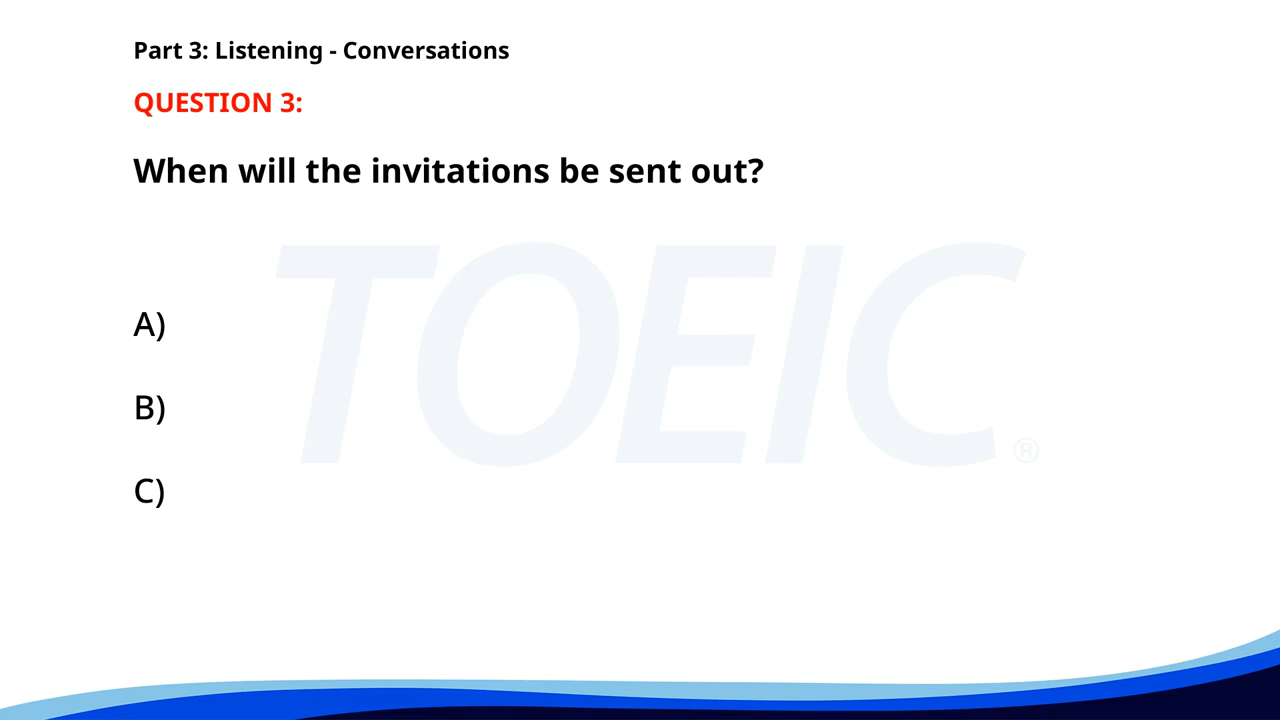 Part 3: Listening - Conversations
QUESTION 3:
When will the invitations be sent out?
TOEIC®
A)
B)
C)